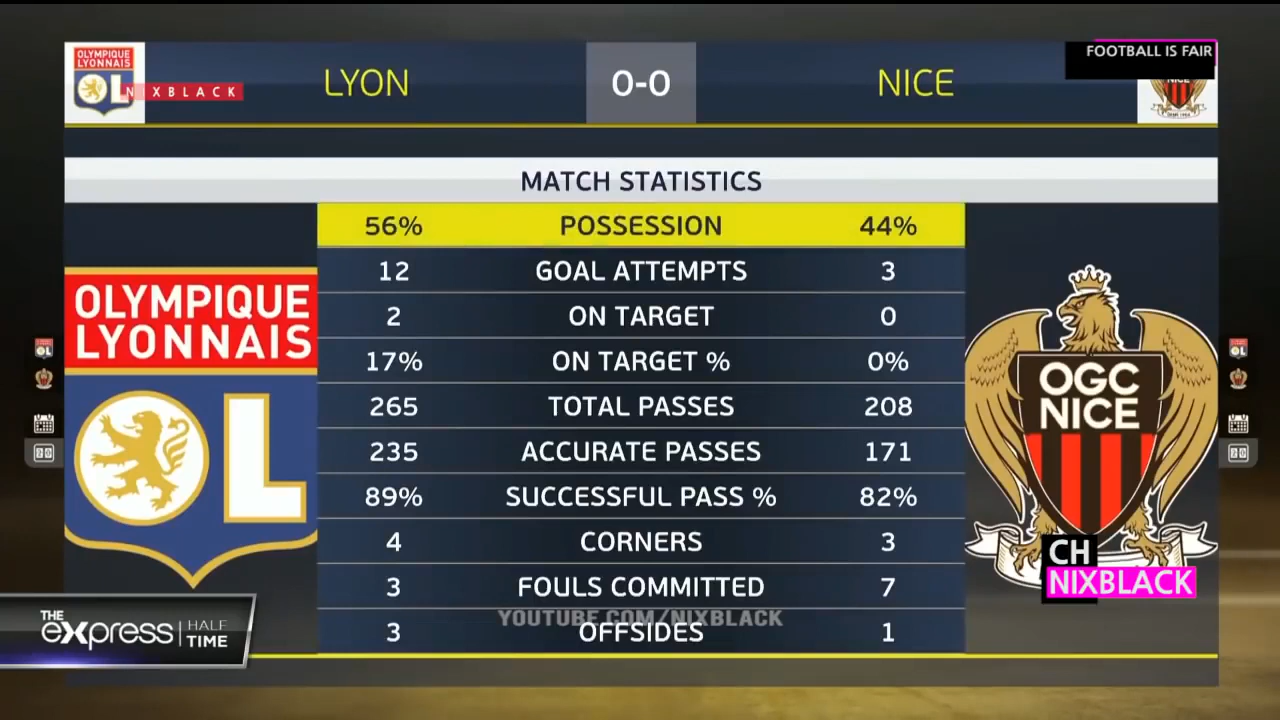 OLYMPIQUE
LYONNAIS
OL
NIXBLACK
LYON
0-0
NICE
FOOTBALL IS FAIR
NICE
MATCH STATISTICS
56% POSSESSION 44%
12 GOAL ATTEMPTS 3
2 ON TARGET 0
17% ON TARGET % 0%
265 TOTAL PASSES 208
235 ACCURATE PASSES 171
89% SUCCESSFUL PASS % 82%
4 CORNERS 3
3 FOULS COMMITTED 7
YOUTUBE.COM/NIXBLACK
3 OFFSIDES 1
OLYMPIQUE
LYONNAIS
OL
OGC
NICE
CH
NIXBLACK
THE
express
HALF
TIME